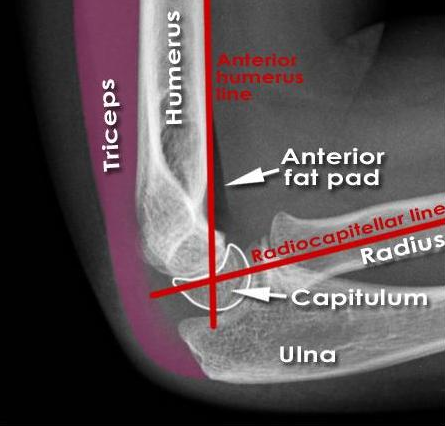 Triceps
Humerus
Anterior
humerus
line
Anterior
fat pad
Radiocapitellar line
Radius
Capitulum
Ulna